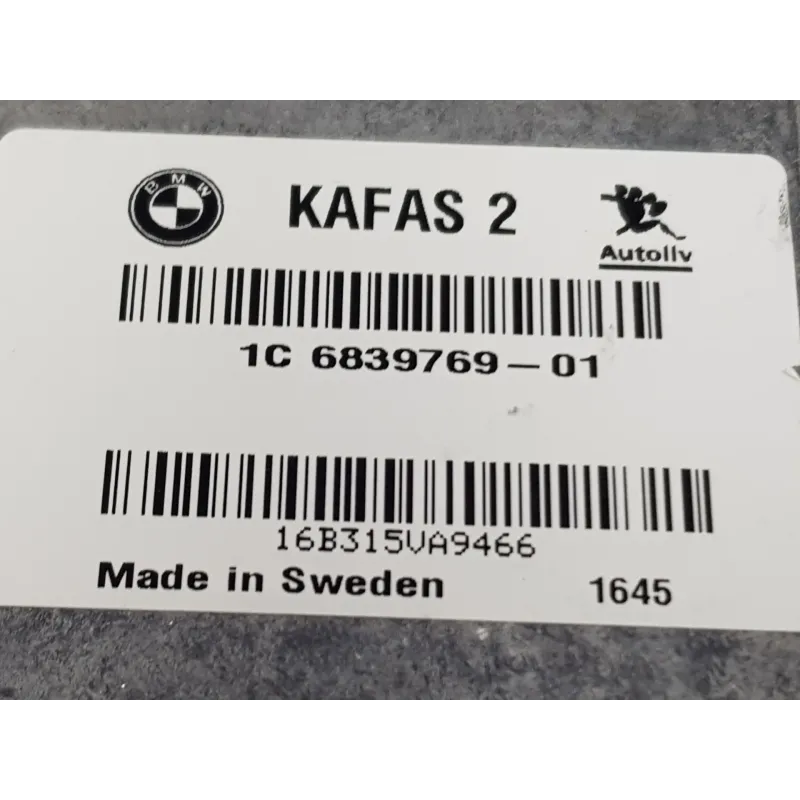 BMW KAFAS 2
Autoliv
1C 6839769-01
16B315VA9466
Made in Sweden 1645